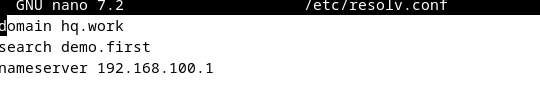 GNU nano 7.2 /etc/resolv.conf
domain hq.work
search demo.first
nameserver 192.168.100.1